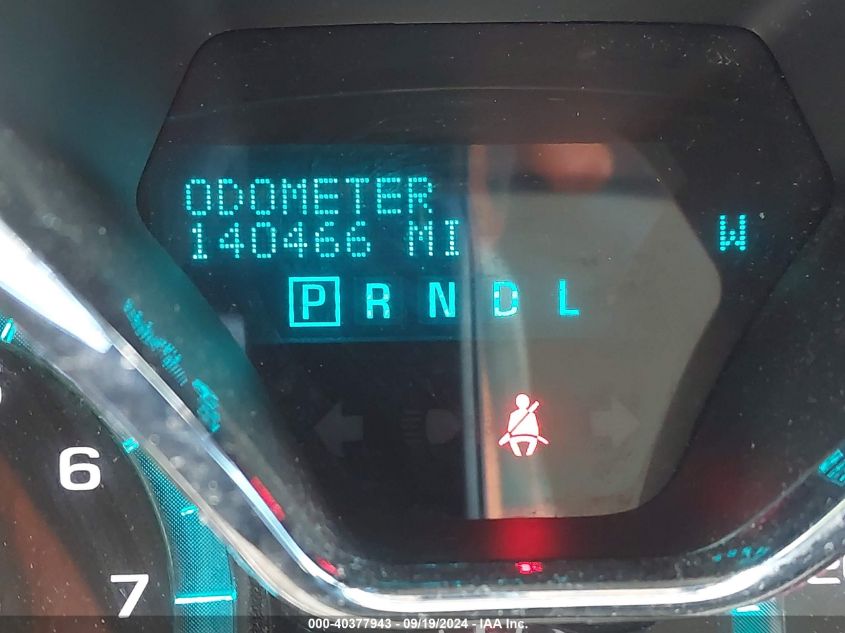 ODOMETER
140466 MI
W
P R N D L
6
7
000-40377943 - 09/19/2024 - IAA Inc.